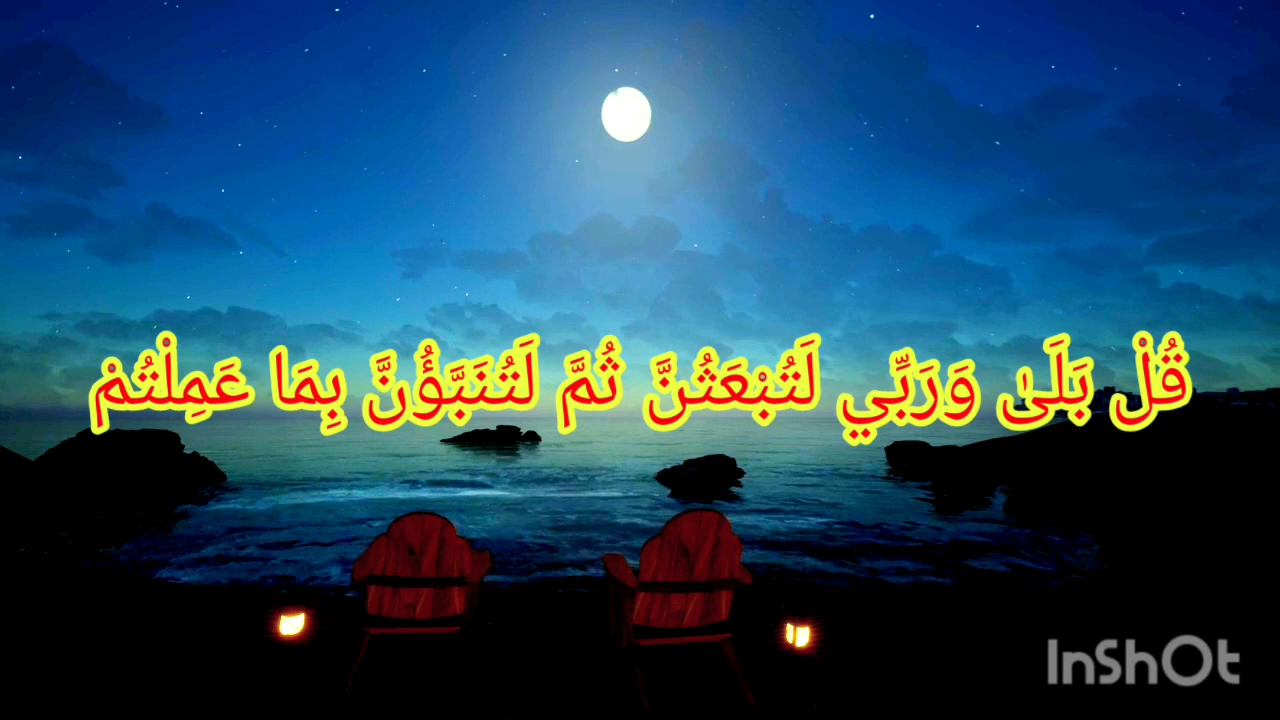 قُلْ بَلَىٰ وَرَبِّي لَتُبْعَثُنَّ ثُمَّ لَتُنَبَّؤُنَّ بِمَا عَمِلْتُمْ
InShOt